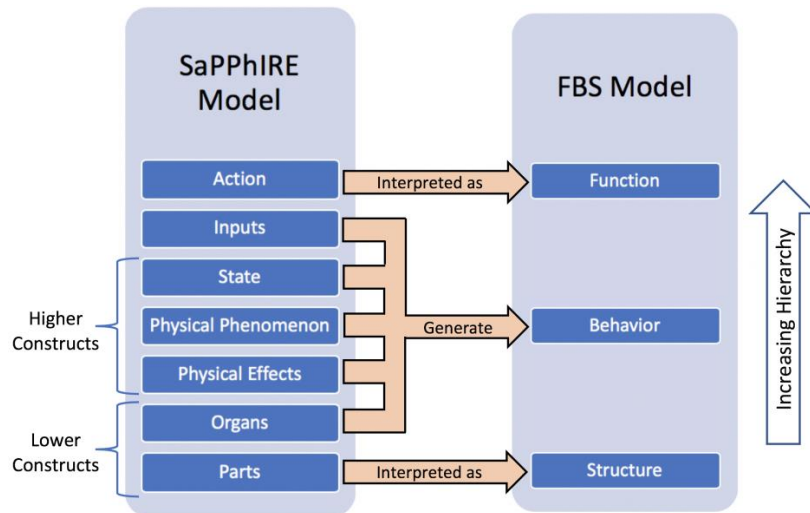 SaPPhIRE
Model
FBS Model
Action
Interpreted as
Function
Inputs
State
Higher
Constructs
Physical Phenomenon
Generate
Behavior
Physical Effects
Organs
Lower
Constructs
Parts
Interpreted as
Structure
Increasing Hierarchy